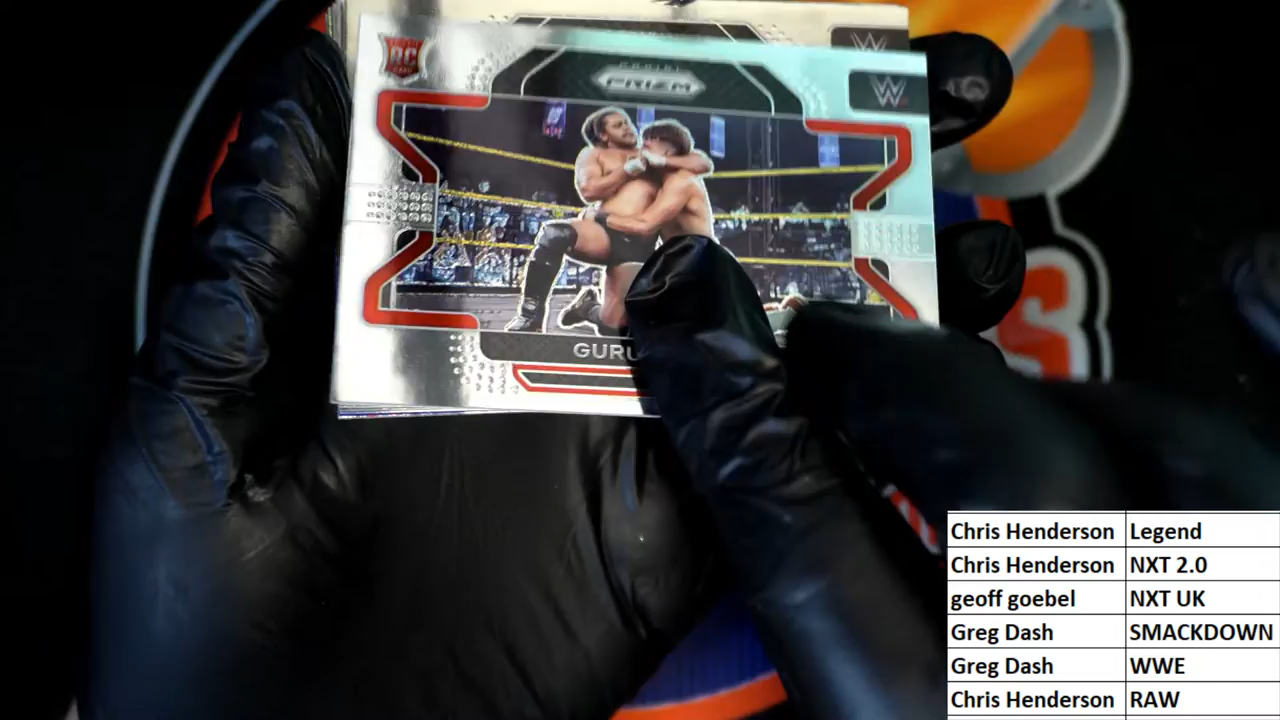 RC
PANINI
PRIZM
W
W
GURU
S
Chris Henderson Legend
Chris Henderson NXT 2.0
geoff goebel NXT UK
Greg Dash SMACKDOWN
Greg Dash WWE
Chris Henderson RAW